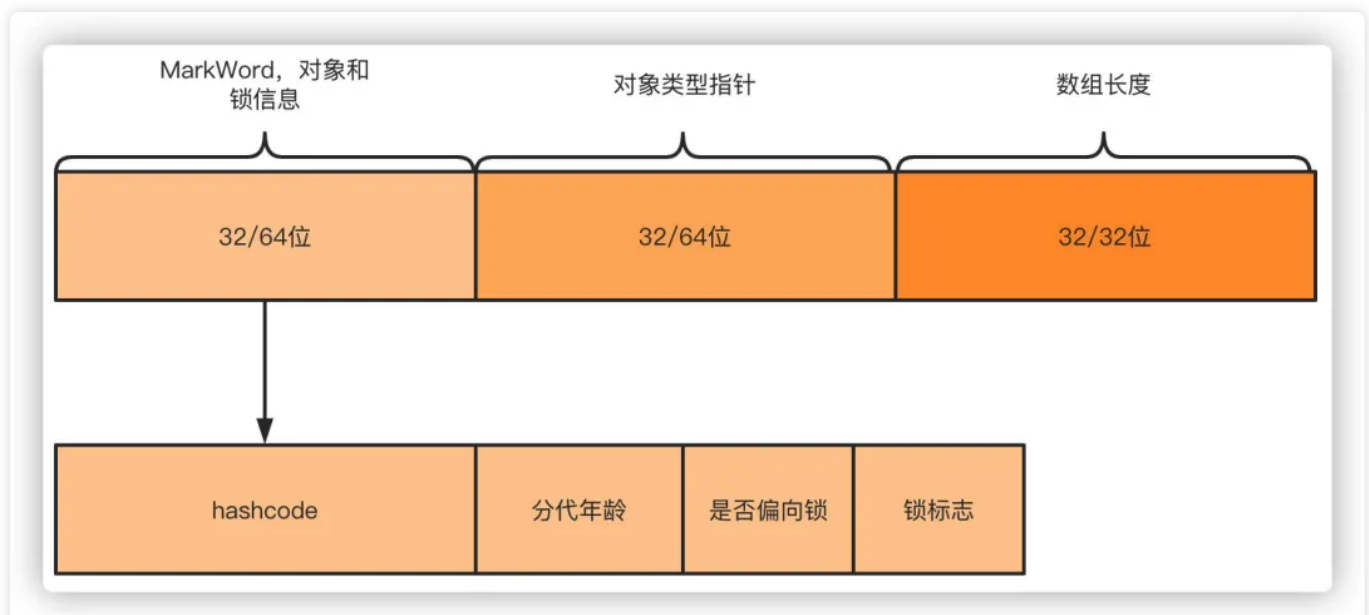 MarkWord，对象和
锁信息
对象类型指针
数组长度
32/64位
32/64位
32/32位
hashcode
分代年龄
是否偏向锁
锁标志